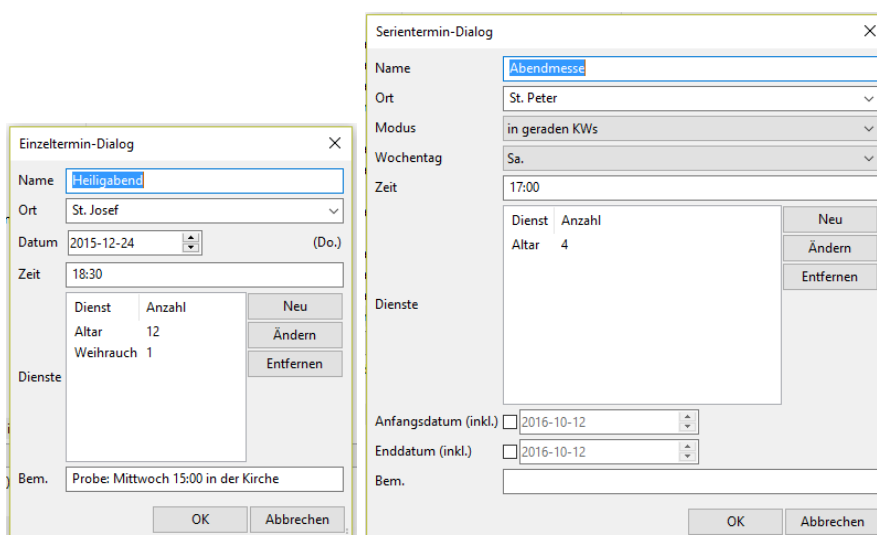 Einzeltermin-Dialog
Name Heiligabend
Ort St. Josef
Datum 2015-12-24 (Do.)
Zeit 18:30
Dienst Anzahl Neu
Altar 12 Ändern
Weihrauch 1
Entfernen
Dienste
Bem. Probe: Mittwoch 15:00 in der Kirche
OK Abbrechen
Serientermin-Dialog
Name Abendmesse
Ort St. Peter
Modus in geraden KWs
Wochentag Sa.
Zeit 17:00
Dienst Anzahl Neu
Altar 4 Ändern
Entfernen
Dienste
Anfangsdatum (inkl.) 2016-10-12
Enddatum (inkl.) 2016-10-12
Bem.
OK Abbrechen